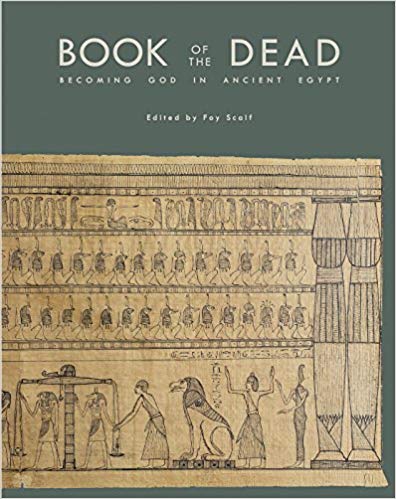 BOOK OF THE DEAD
BECOMING GOD IN ANCIENT EGYPT
Edited by Foy Scalf